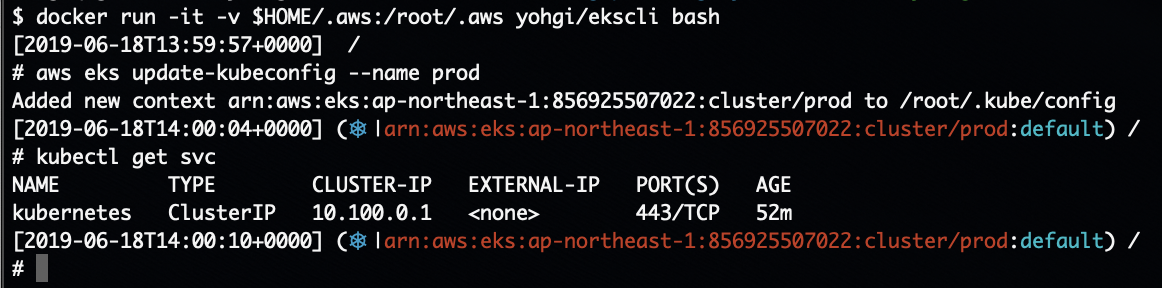 $ docker run -it -v $HOME/.aws:/root/.aws yohgi/ekscli bash
[2019-06-18T13:59:57+0000]  /
# aws eks update-kubeconfig --name prod
Added new context arn:aws:eks:ap-northeast-1:856925507022:cluster/prod to /root/.kube/config
[2019-06-18T14:00:04+0000] (⎈ |arn:aws:eks:ap-northeast-1:856925507022:cluster/prod:default) /
# kubectl get svc
NAME         TYPE        CLUSTER-IP   EXTERNAL-IP   PORT(S)   AGE
kubernetes   ClusterIP   10.100.0.1   <none>        443/TCP   52m
[2019-06-18T14:00:10+0000] (⎈ |arn:aws:eks:ap-northeast-1:856925507022:cluster/prod:default) /
#